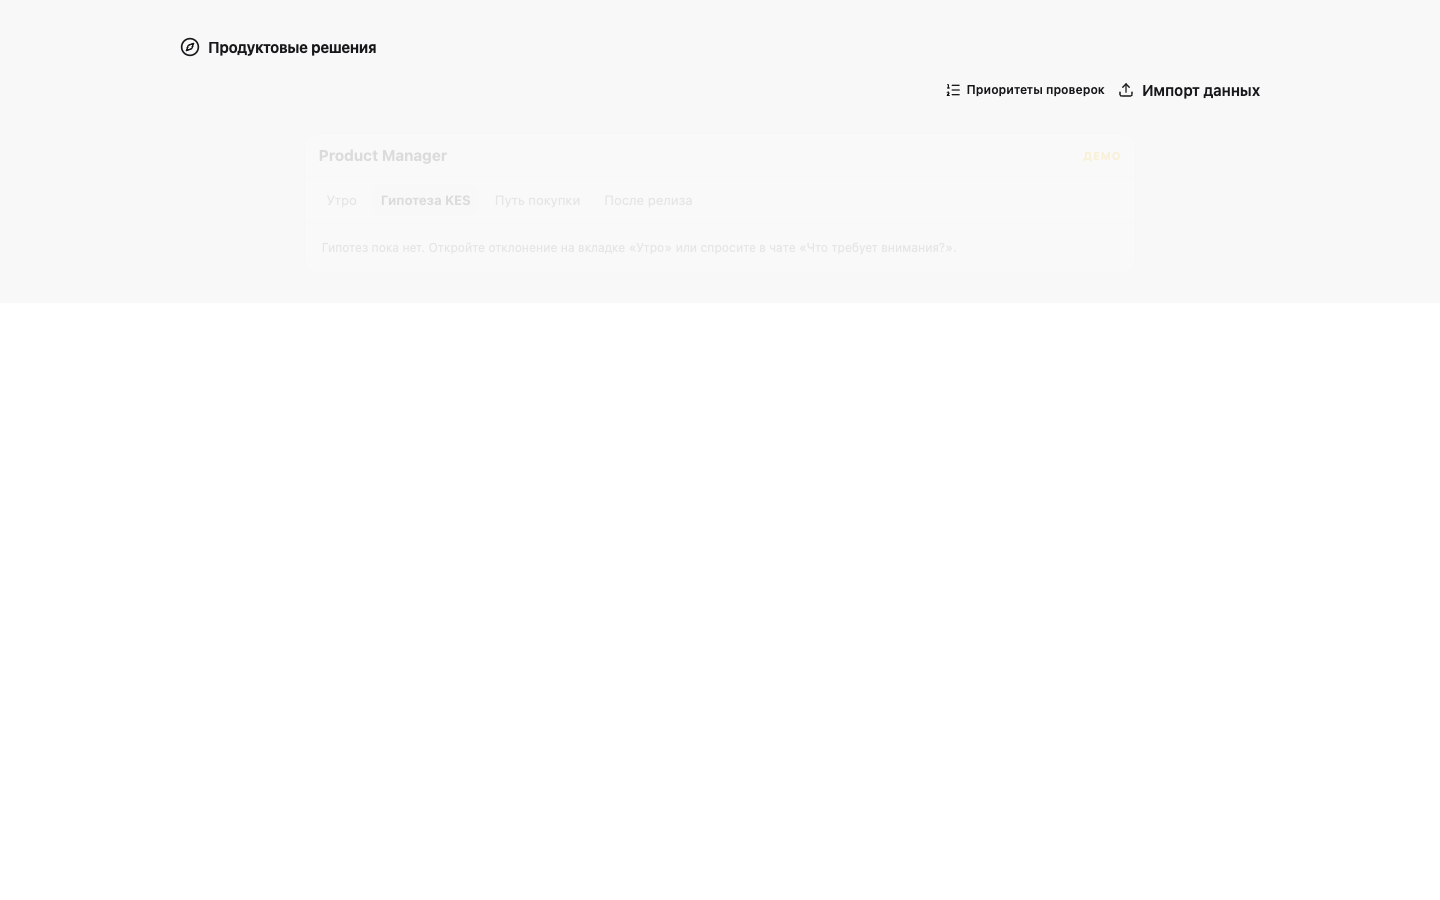 Продуктовые решения
Приоритеты проверок Импорт данных
Product Manager ДЕМО
Утро Гипотеза KES Путь покупки После релиза
Гипотез пока нет. Откройте отклонение на вкладке «Утро» или спросите в чате «Что требует внимания?».